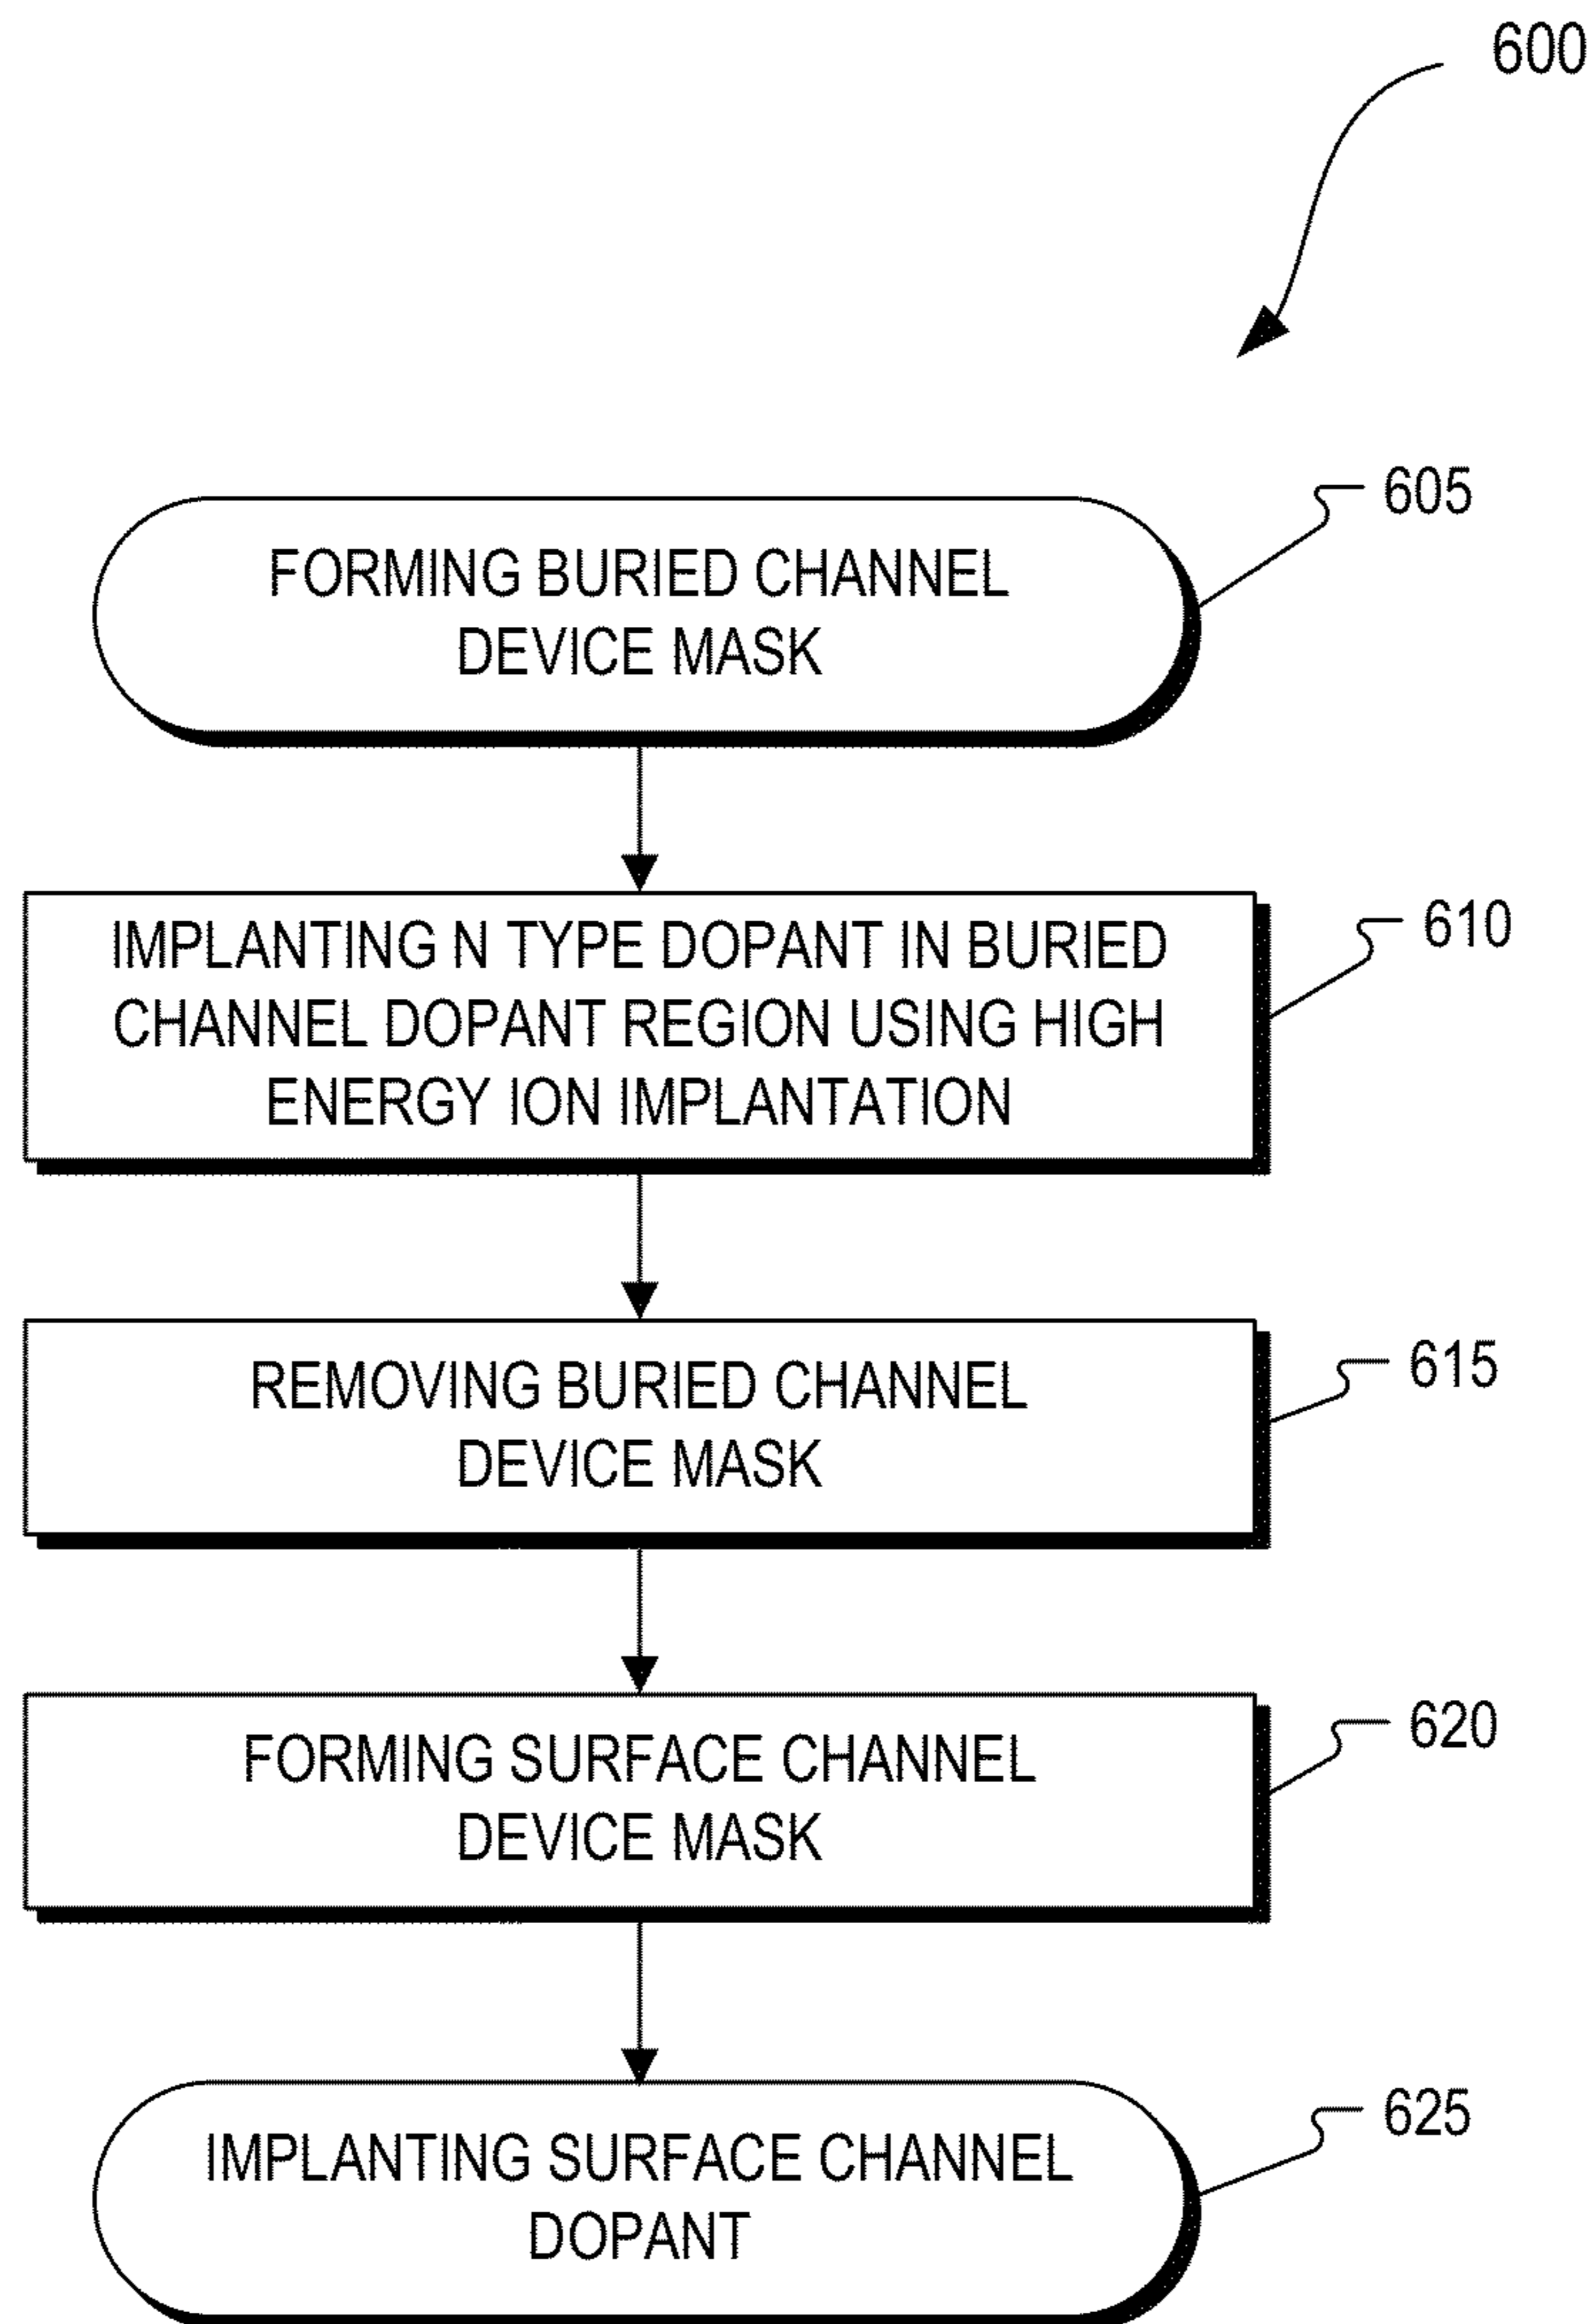 600
605
FORMING BURIED CHANNEL
DEVICE MASK
610
IMPLANTING N TYPE DOPANT IN BURIED
CHANNEL DOPANT REGION USING HIGH
ENERGY ION IMPLANTATION
615
REMOVING BURIED CHANNEL
DEVICE MASK
620
FORMING SURFACE CHANNEL
DEVICE MASK
625
IMPLANTING SURFACE CHANNEL
DOPANT